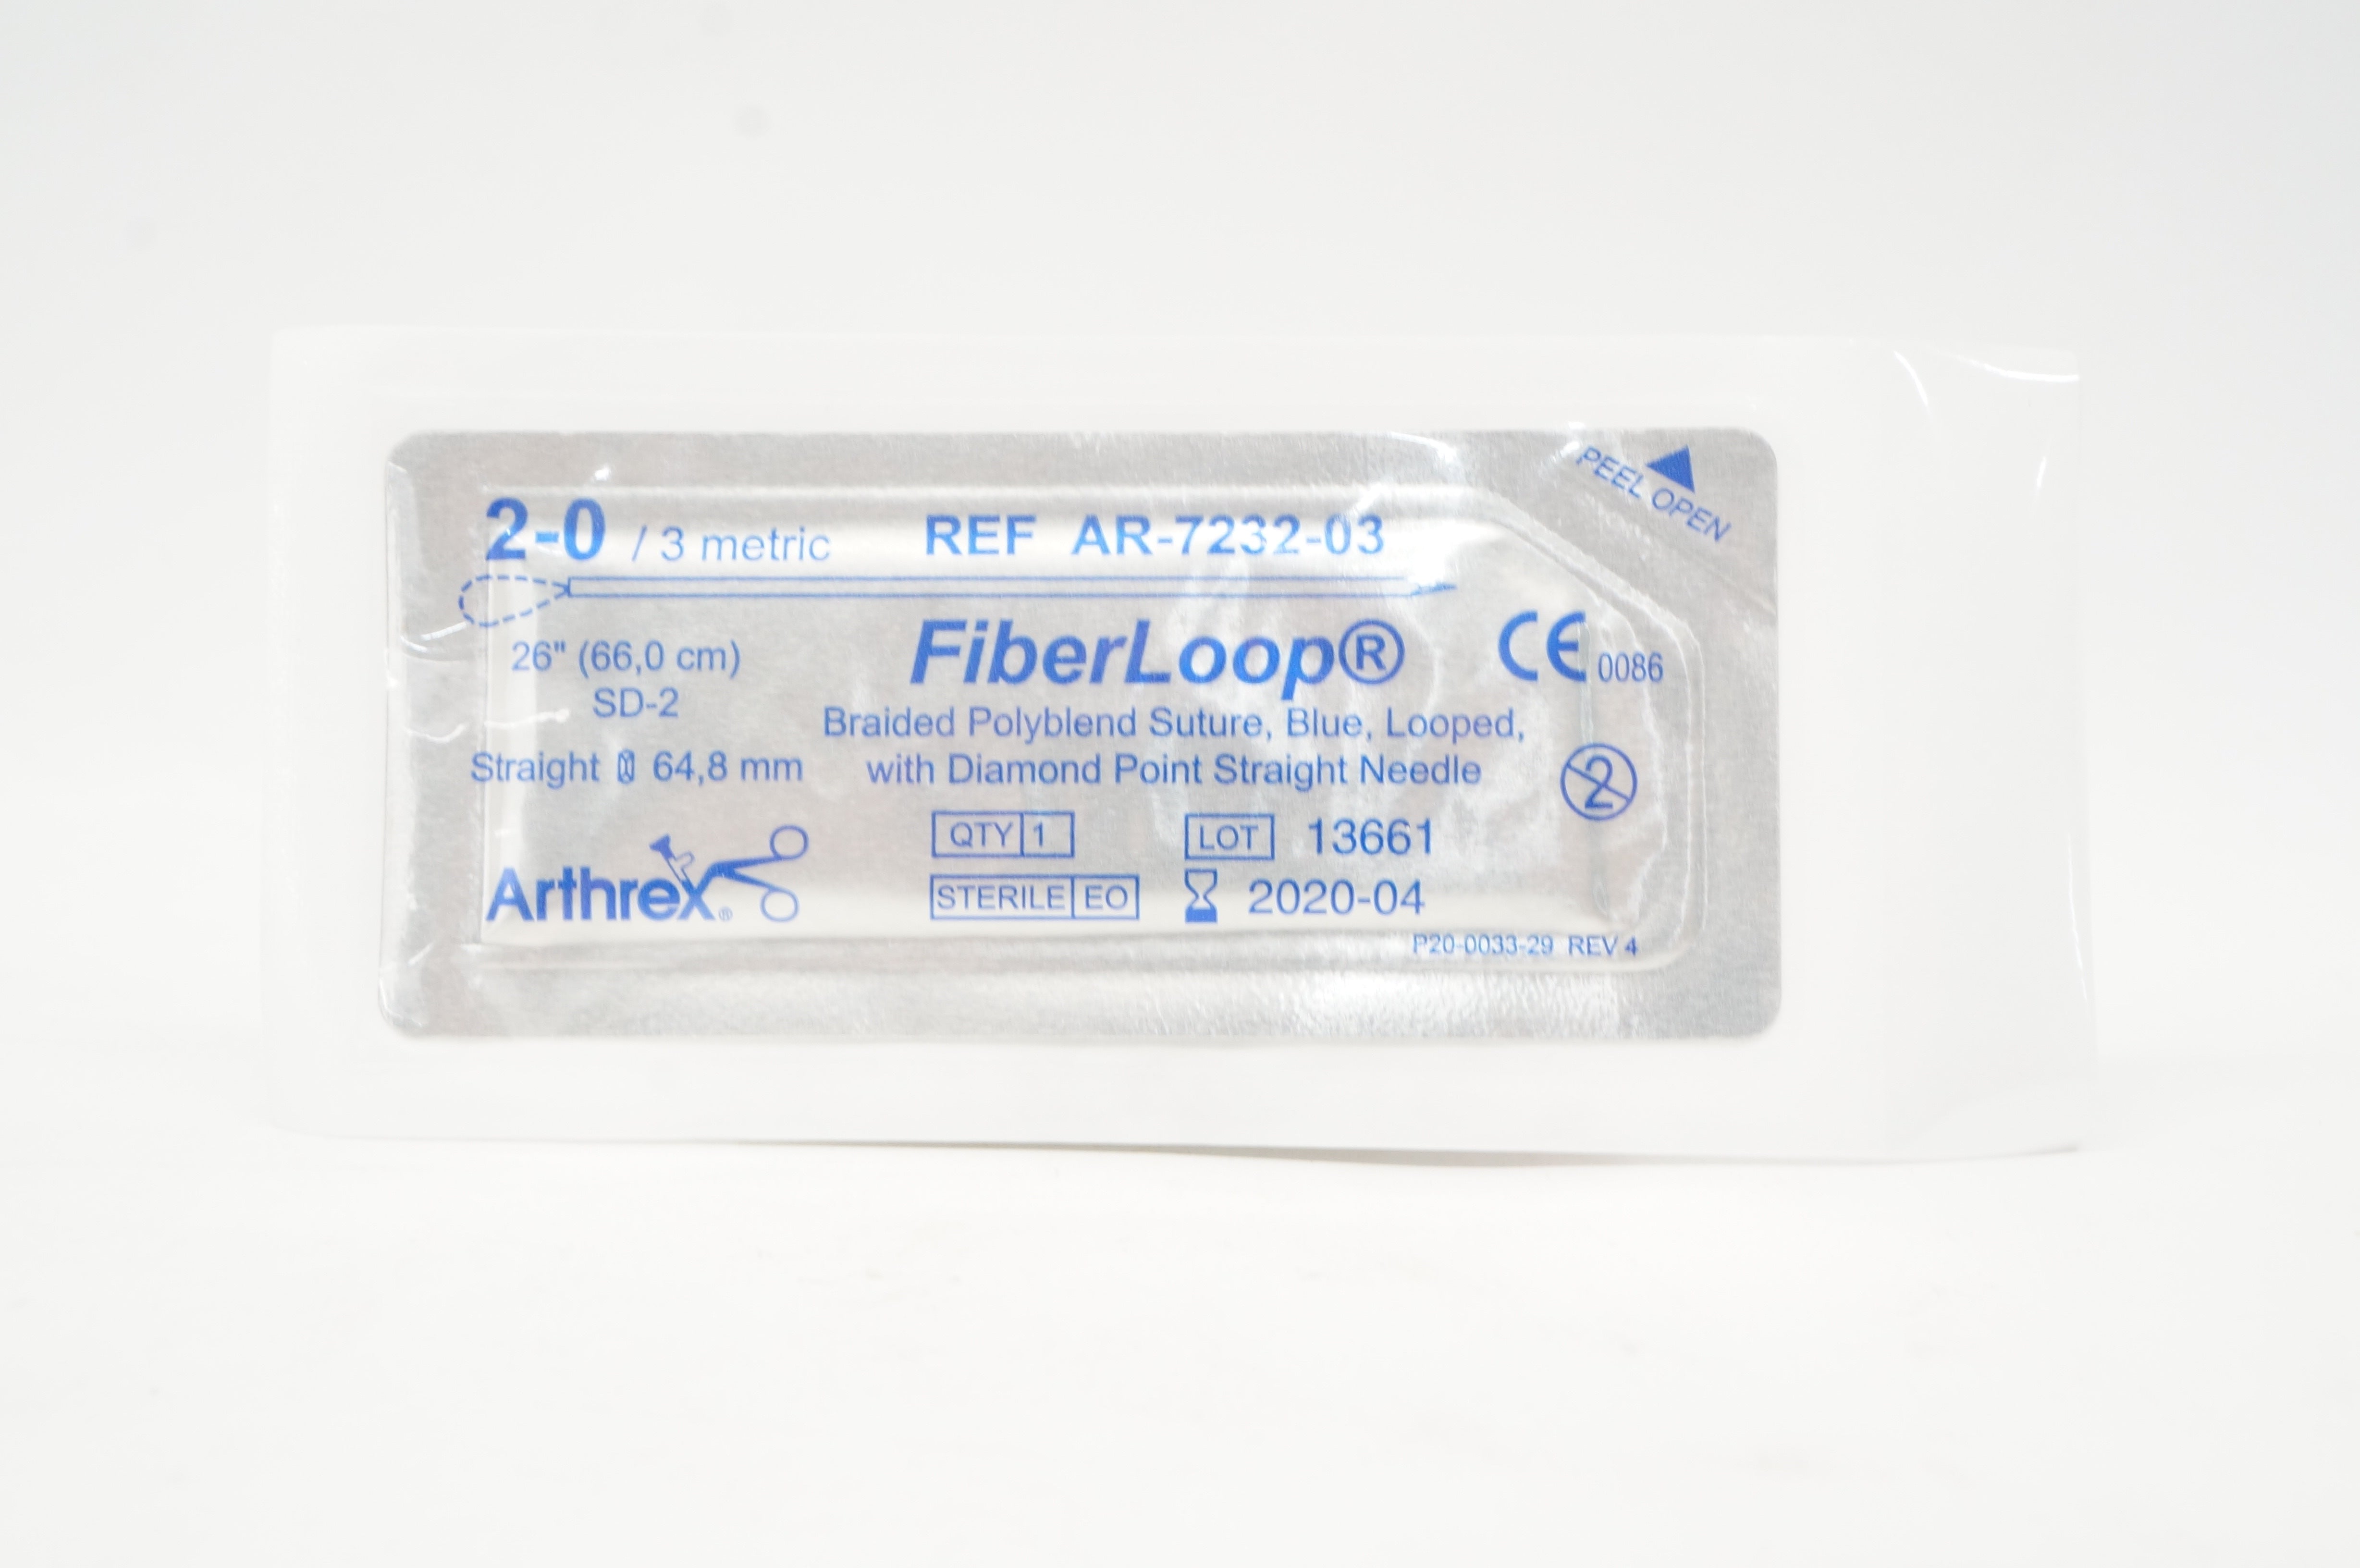 PEEL OPEN
2-0 / 3 metric REF AR-7232-03
26" (66,0 cm)
SD-2
Straight 64,8 mm
FiberLoop®
Braided Polyblend Suture, Blue, Looped,
with Diamond Point Straight Needle
CE 0086
2
Arthrex®
QTY 1
LOT 13661
STERILE EO
2020-04
P20-0033-29 REV 4